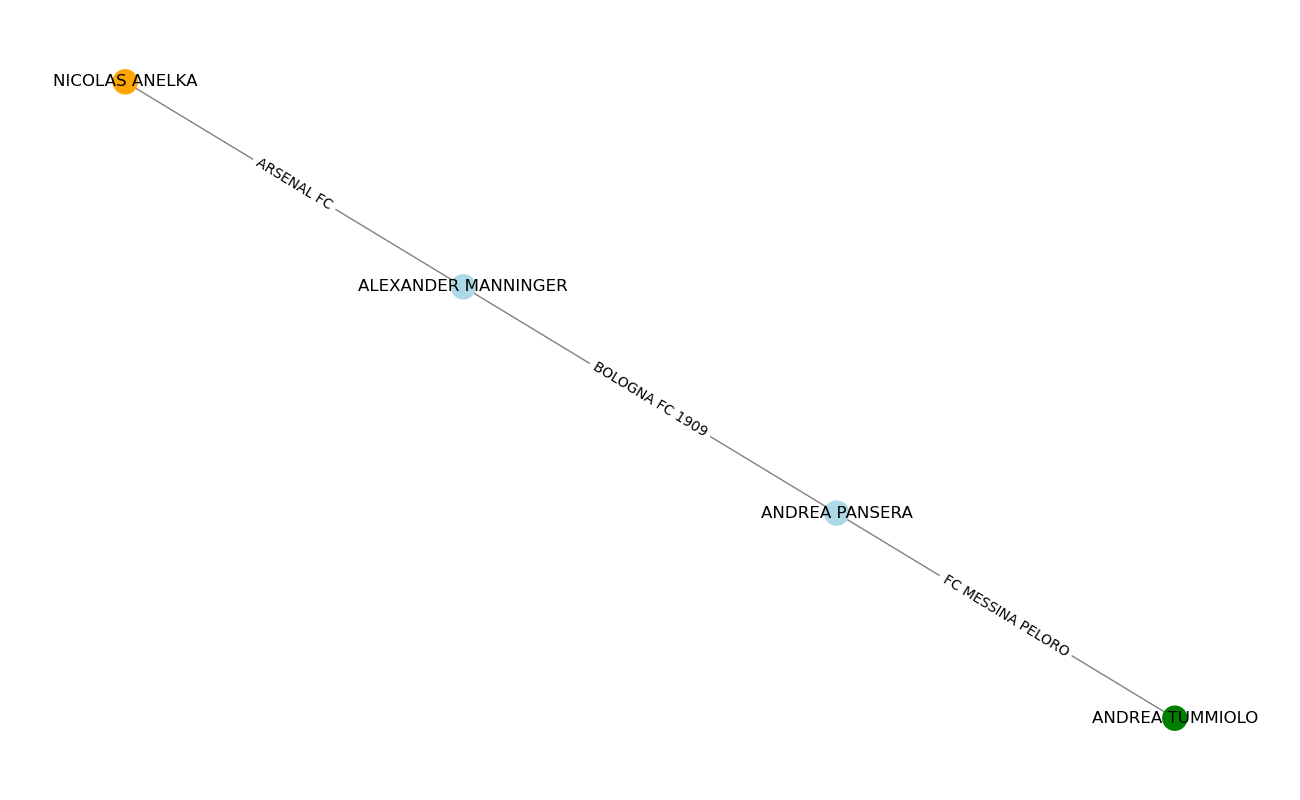 NICOLAS ANELKA
ARSENAL FC
ALEXANDER MANNINGER
BOLOGNA FC 1909
ANDREA PANSERA
FC MESSINA PELORO
ANDREA TUMMIOLO